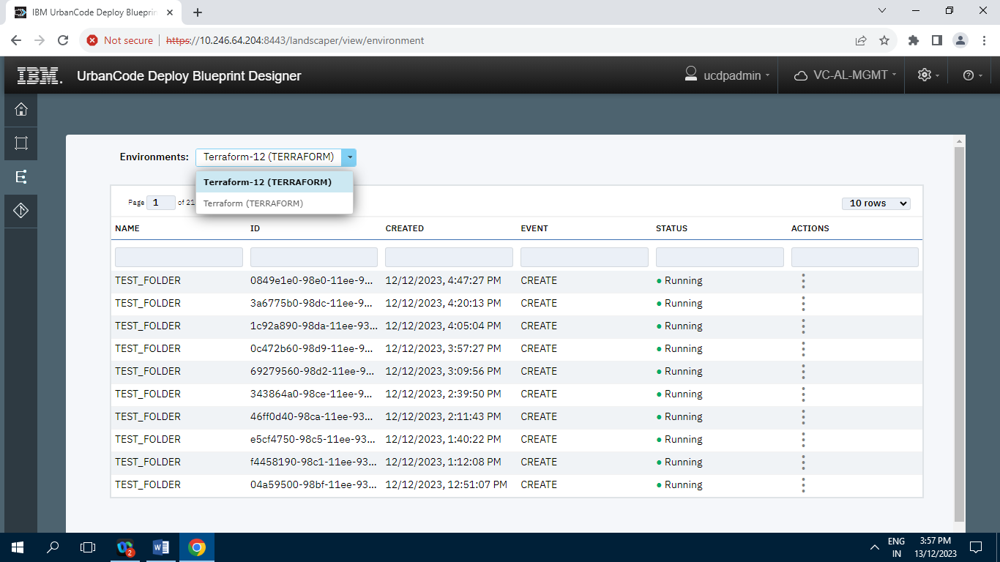 IBM UrbanCode Deploy Blueprin
Not secure https://10.246.64.204:8443/landscaper/view/environment
IBM. UrbanCode Deploy Blueprint Designer ucdpadmin VC-AL-MGMT
Environments: Terraform-12 (TERRAFORM)
Terraform-12 (TERRAFORM)
Terraform (TERRAFORM)
Page 1 of 21 10 rows
NAME ID CREATED EVENT STATUS ACTIONS
TEST_FOLDER 0849e1e0-98e0-11ee-9... 12/12/2023, 4:47:27 PM CREATE Running
TEST_FOLDER 3a6775b0-98dc-11ee-9... 12/12/2023, 4:20:13 PM CREATE Running
TEST_FOLDER 1c92a890-98da-11ee-93... 12/12/2023, 4:05:04 PM CREATE Running
TEST_FOLDER 0c472b60-98d9-11ee-9... 12/12/2023, 3:57:27 PM CREATE Running
TEST_FOLDER 69279560-98d2-11ee-9... 12/12/2023, 3:09:56 PM CREATE Running
TEST_FOLDER 343864a0-98ce-11ee-9... 12/12/2023, 2:39:50 PM CREATE Running
TEST_FOLDER 46ff0d40-98ca-11ee-93... 12/12/2023, 2:11:43 PM CREATE Running
TEST_FOLDER e5cf4750-98c5-11ee-93... 12/12/2023, 1:40:22 PM CREATE Running
TEST_FOLDER f4458190-98c1-11ee-93... 12/12/2023, 1:12:08 PM CREATE Running
TEST_FOLDER 04a59500-98bf-11ee-93... 12/12/2023, 12:51:07 PM CREATE Running
2 ENG 3:57 PM
IN 13/12/2023